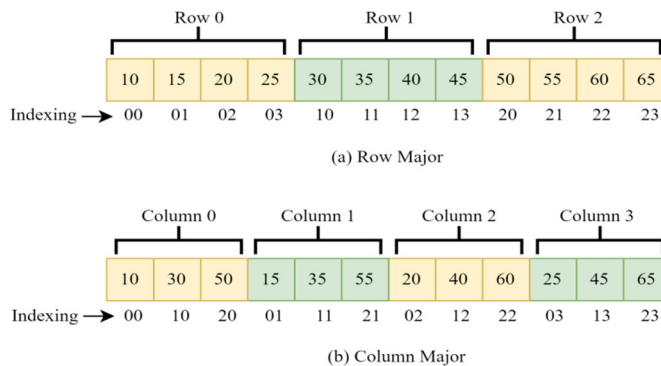 Row 0 Row 1 Row 2
10 15 20 25 30 35 40 45 50 55 60 65
Indexing 00 01 02 03 10 11 12 13 20 21 22 23
(a) Row Major
Column 0 Column 1 Column 2 Column 3
10 30 50 15 35 55 20 40 60 25 45 65
Indexing 00 10 20 01 11 21 02 12 22 03 13 23
(b) Column Major